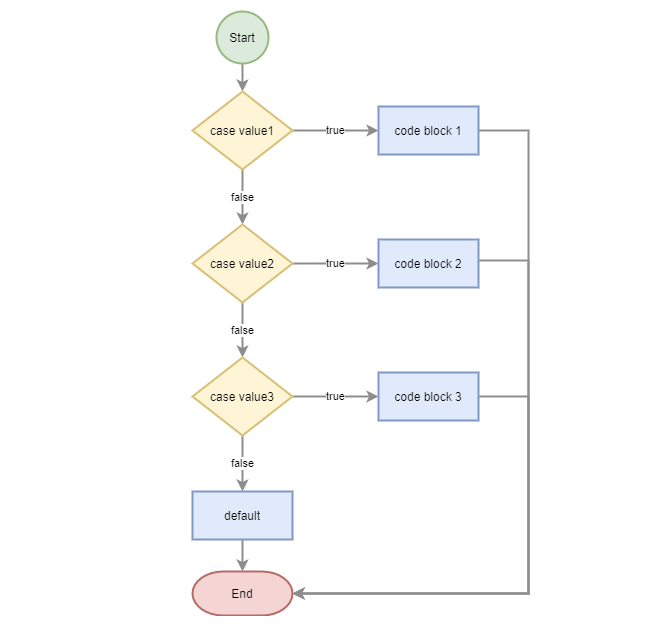 Start
case value1
true
code block 1
false
case value2
true
code block 2
false
case value3
true
code block 3
false
default
End